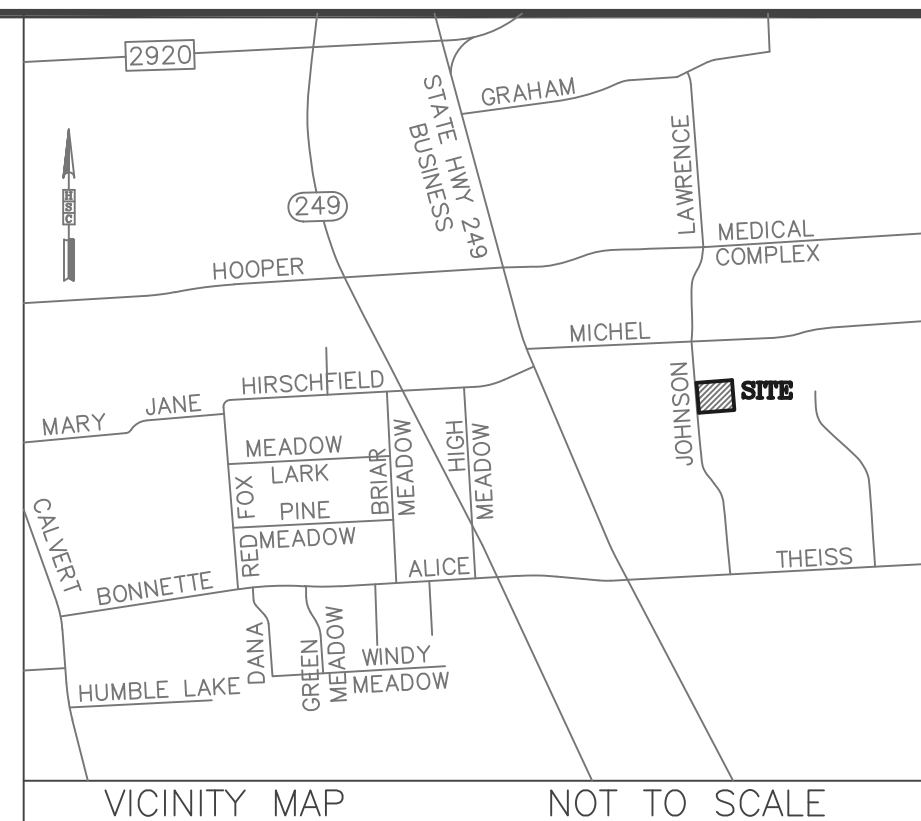 2920
GRAHAM
STATE HWY 249
BUSINESS
LAWRENCE
HSC
249
MEDICAL
COMPLEX
HOOPER
MICHEL
HIRSCHFIELD
JOHNSON
SITE
MARY JANE
MEADOW
LARK
BRIAR
MEADOW
HIGH
MEADOW
RED FOX
PINE
MEADOW
CALVERT
ALICE
THEISS
BONNETTE
DANA
GREEN
MEADOW
WINDY
MEADOW
HUMBLE LAKE
VICINITY MAP
NOT TO SCALE